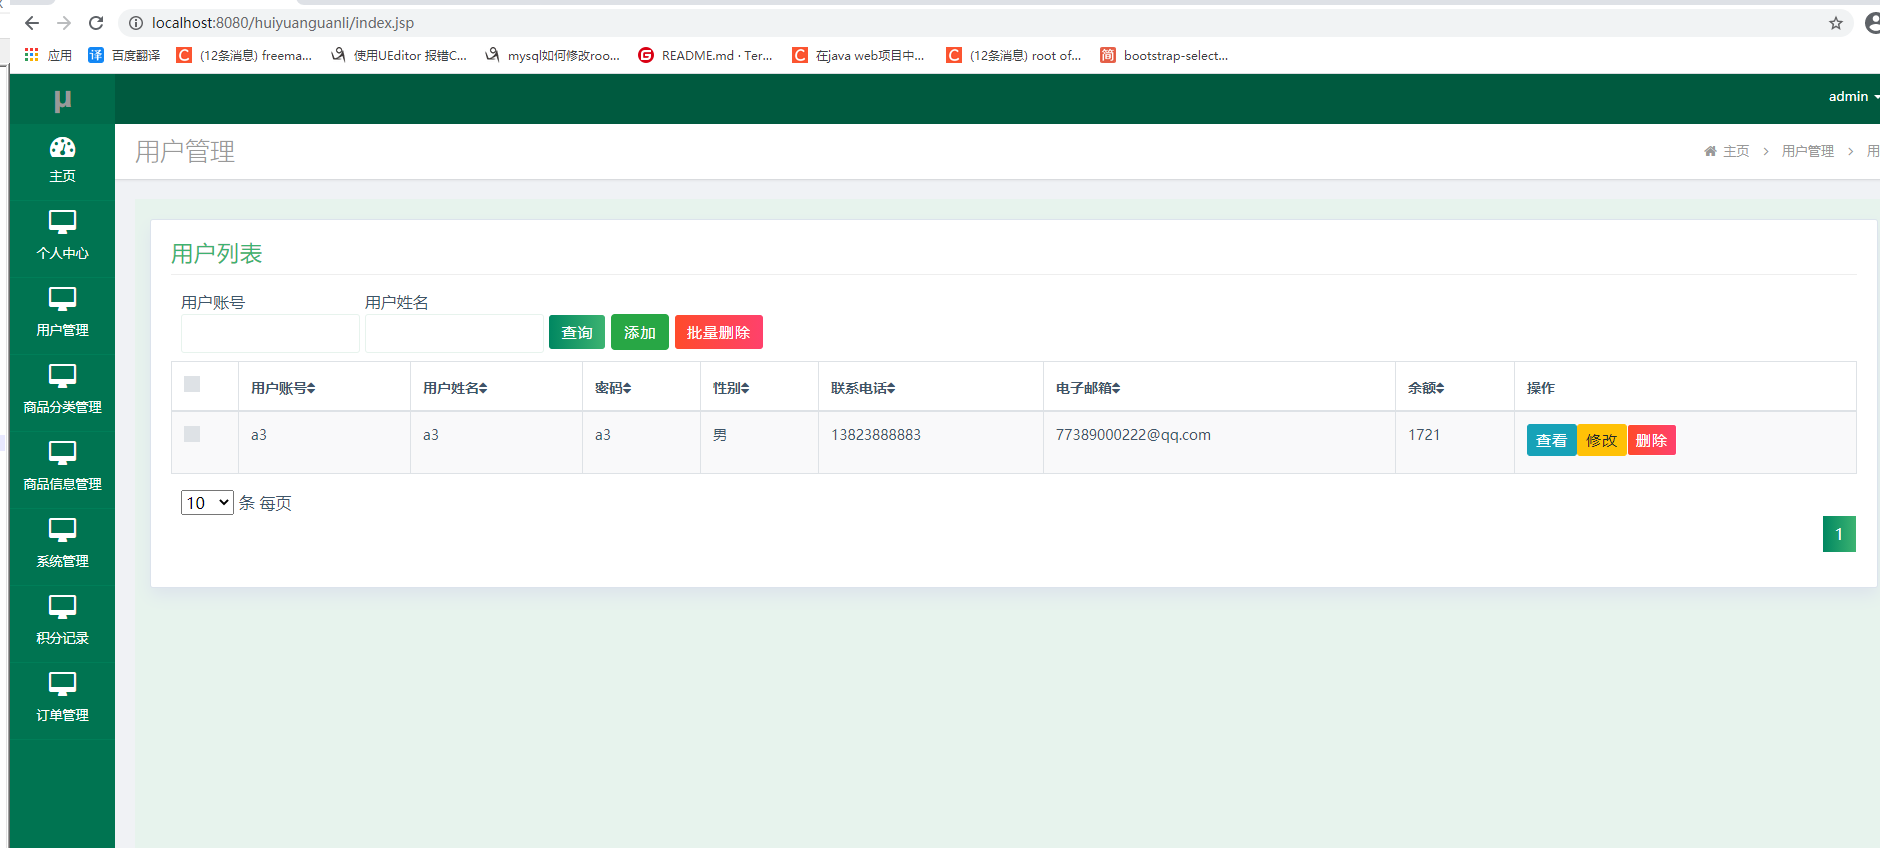 localhost:8080/huiyuanguanli/index.jsp
应用 百度翻译 (12条消息) freema... 使用UEditor 报错C... mysql如何修改roo... README.md · Ter... 在java web项目中... (12条消息) root of... bootstrap-select...
μ
admin
主页
个人中心
用户管理
商品分类管理
商品信息管理
系统管理
积分记录
订单管理
用户管理
主页 > 用户管理 > 用
用户列表
用户账号 用户姓名
查询 添加 批量删除
用户账号 用户姓名 密码 性别 联系电话 电子邮箱 余额 操作
a3 a3 a3 男 13823888883 77389000222@qq.com 1721 查看 修改 删除
10 条 每页
1